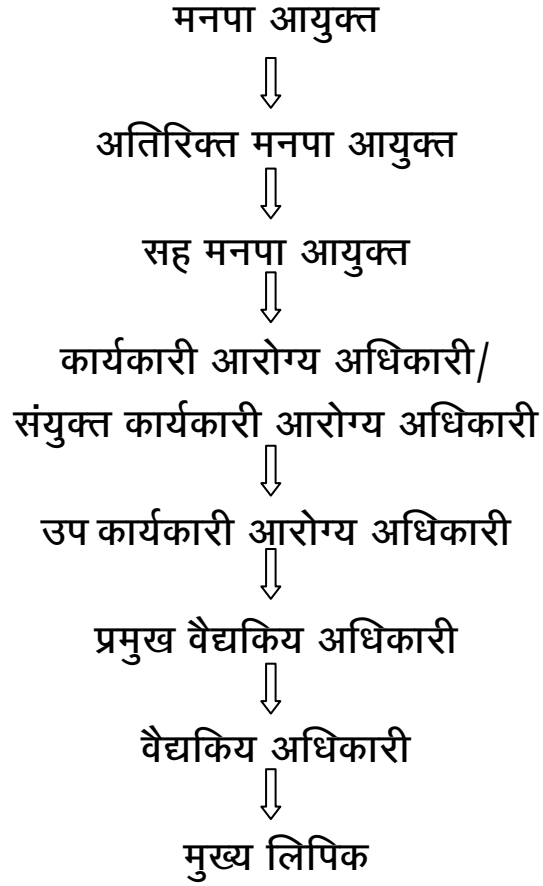 मनपा आयुक्त
अतिरिक्त मनपा आयुक्त
सह मनपा आयुक्त
कार्यकारी आरोग्य अधिकारी/
संयुक्त कार्यकारी आरोग्य अधिकारी
उप कार्यकारी आरोग्य अधिकारी
प्रमुख वैद्यकिय अधिकारी
वैद्यकिय अधिकारी
मुख्य लिपिक